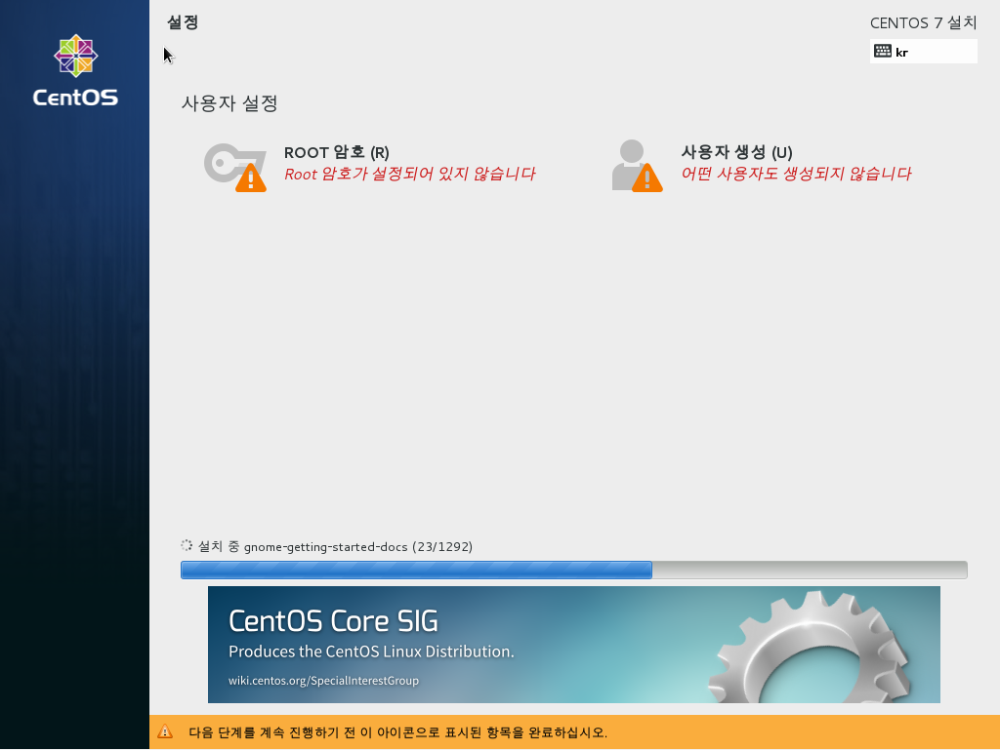 설정
CENTOS 7 설치
kr
CentOS
사용자 설정
ROOT 암호 (R)
Root 암호가 설정되어 있지 않습니다
사용자 생성 (U)
어떤 사용자도 생성되지 않습니다
설치 중 gnome-getting-started-docs (23/1292)
CentOS Core SIG
Produces the CentOS Linux Distribution.
wiki.centos.org/SpecialInterestGroup
다음 단계를 계속 진행하기 전 이 아이콘으로 표시된 항목을 완료하십시오.